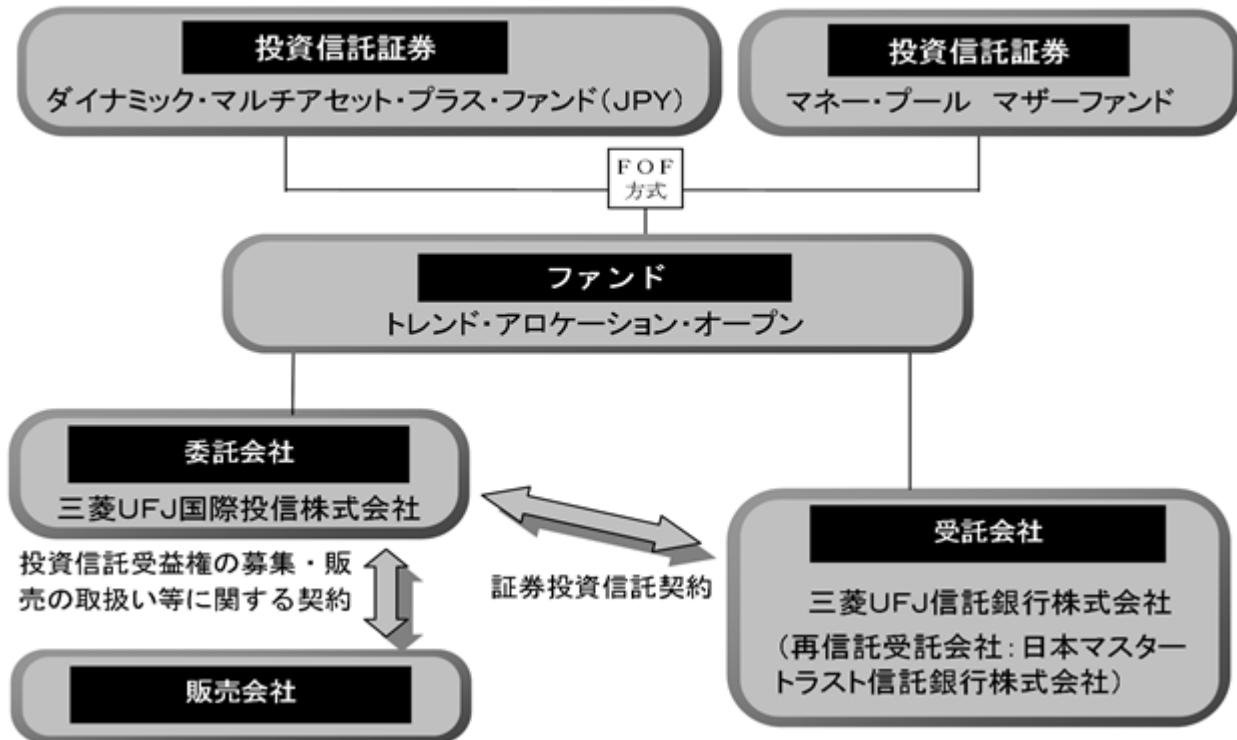 投資信託証券
ダイナミック・マルチアセット・プラス・ファンド(JPY)
投資信託証券
マネー・プール マザーファンド
FOF
方式
ファンド
トレンド・アロケーション・オープン
委託会社
三菱UFJ国際投信株式会社
投資信託受益権の募集・販
売の取扱い等に関する契約
証券投資信託契約
受託会社
三菱UFJ信託銀行株式会社
(再信託受託会社:日本マスター
トラスト信託銀行株式会社)
販売会社